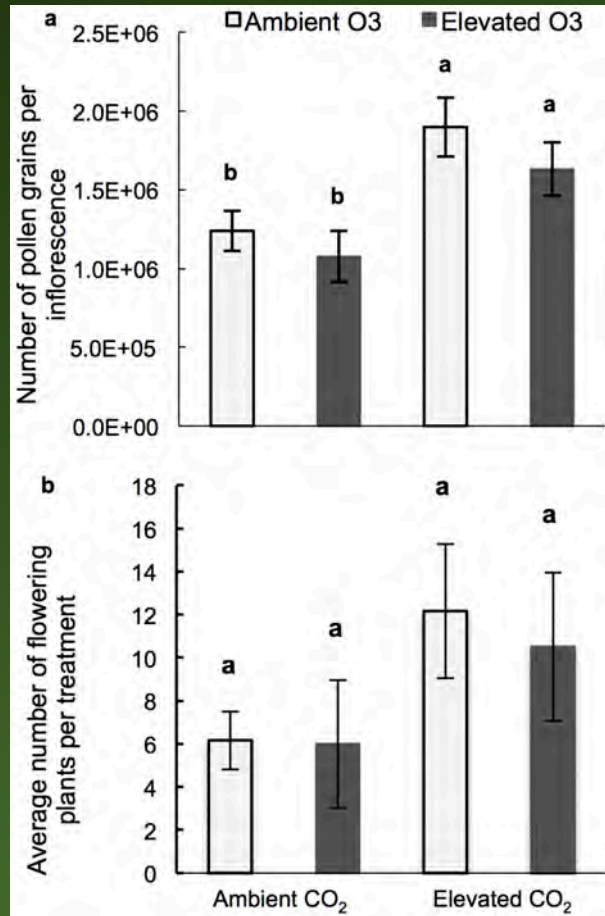 a
Ambient O3 Elevated O3
2.5E+06
2.0E+06
1.5E+06
1.0E+06
5.0E+05
0.0E+00
Number of pollen grains per
inflorescence
b
b
a
a
b
18
16
14
12
10
8
6
4
2
0
Average number of flowering
plants per treatment
a
a
a
a
Ambient CO₂ Elevated CO₂